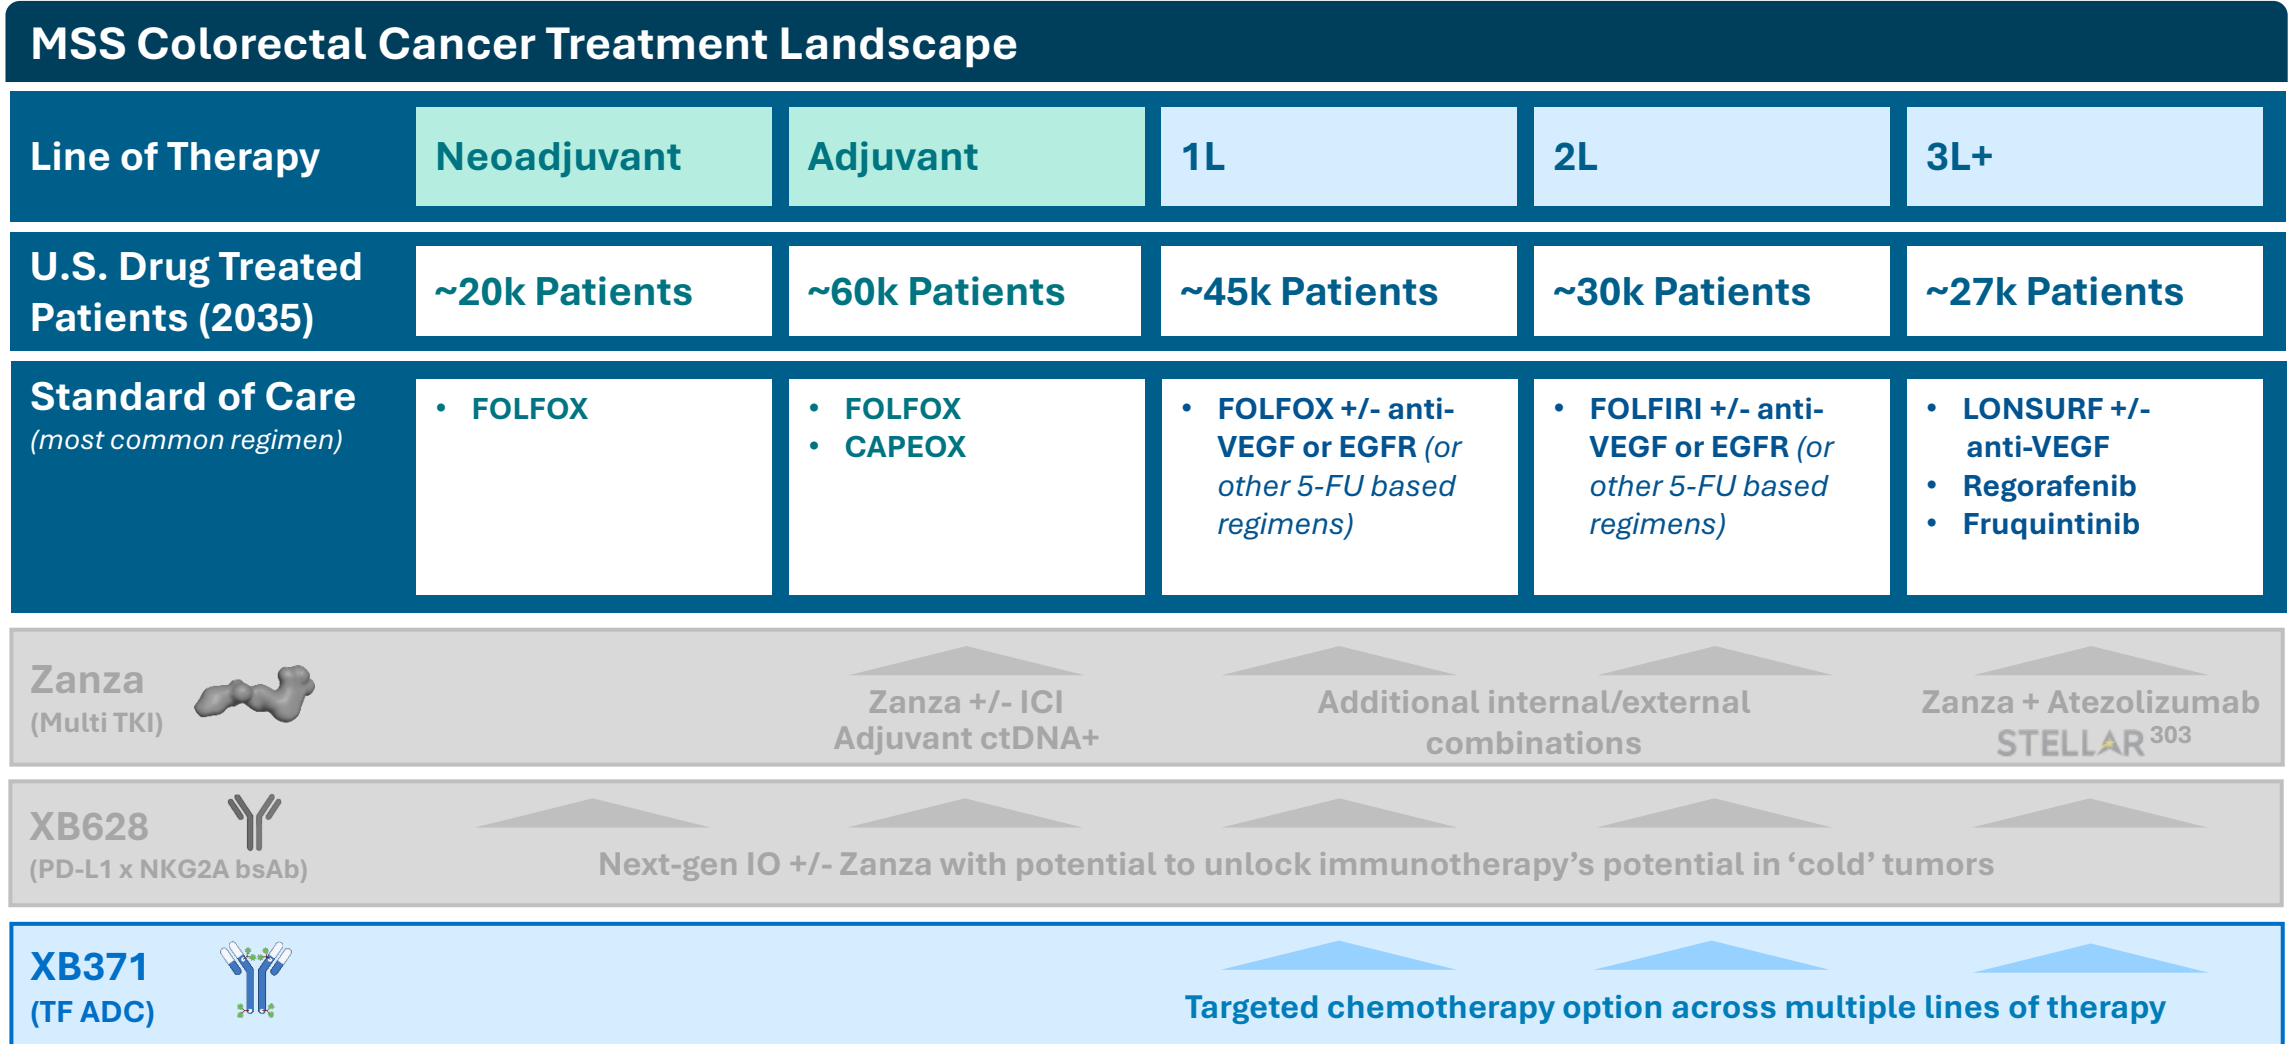 MSS Colorectal Cancer Treatment Landscape
Line of Therapy
Neoadjuvant
Adjuvant
1L
2L
3L+
U.S. Drug Treated
Patients (2035)
~20k Patients
~60k Patients
~45k Patients
~30k Patients
~27k Patients
Standard of Care
(most common regimen)
• FOLFOX
• FOLFOX
• CAPEOX
• FOLFOX +/- anti-
VEGF or EGFR (or
other 5-FU based
regimens)
• FOLFIRI +/- anti-
VEGF or EGFR (or
other 5-FU based
regimens)
• LONSURF +/-
anti-VEGF
• Regorafenib
• Fruquintinib
Zanza
(Multi TKI)
Zanza +/- ICI
Adjuvant ctDNA+
Additional internal/external
combinations
Zanza + Atezolizumab
STELLAR 303
XB628
(PD-L1 x NKG2A bsAb)
Next-gen IO +/- Zanza with potential to unlock immunotherapy’s potential in ‘cold’ tumors
XB371
(TF ADC)
Targeted chemotherapy option across multiple lines of therapy